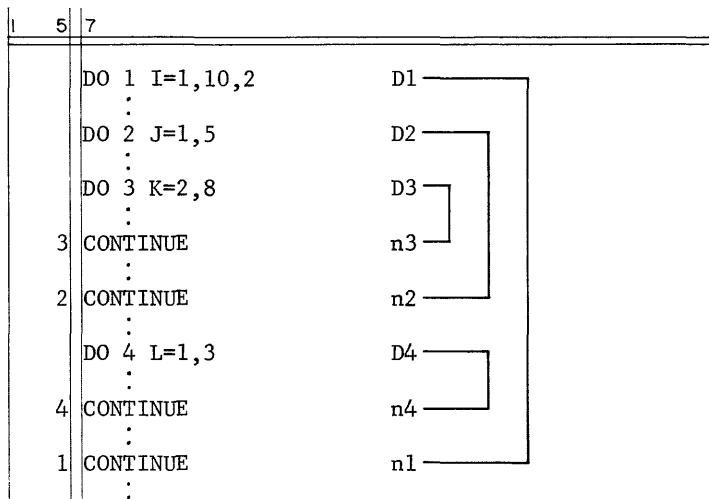 1 5 7
DO 1 I=1,10,2 D1
DO 2 J=1,5 D2
DO 3 K=2,8 D3
3 CONTINUE n3
2 CONTINUE n2
DO 4 L=1,3 D4
4 CONTINUE n4
1 CONTINUE n1